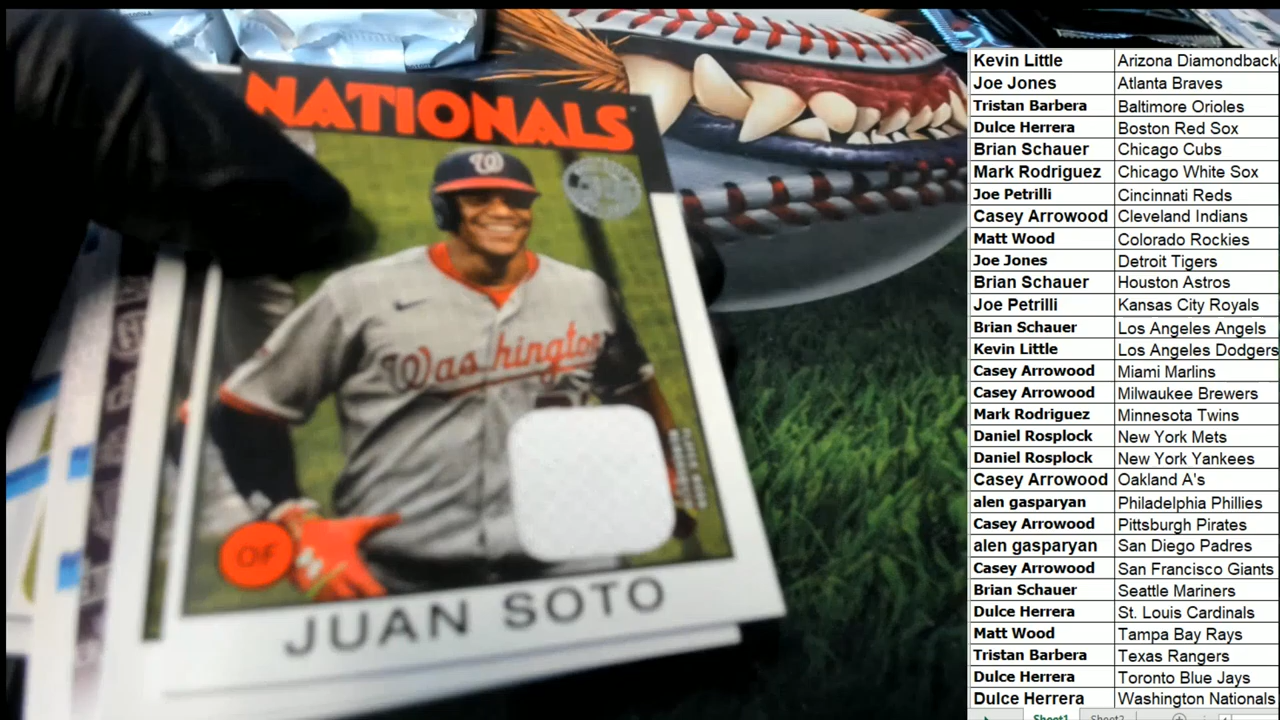 NATIONALS
W
Washington
OF
JUAN SOTO
Kevin Little Arizona Diamondback
Joe Jones Atlanta Braves
Tristan Barbera Baltimore Orioles
Dulce Herrera Boston Red Sox
Brian Schauer Chicago Cubs
Mark Rodriguez Chicago White Sox
Joe Petrilli Cincinnati Reds
Casey Arrowood Cleveland Indians
Matt Wood Colorado Rockies
Joe Jones Detroit Tigers
Brian Schauer Houston Astros
Joe Petrilli Kansas City Royals
Brian Schauer Los Angeles Angels
Kevin Little Los Angeles Dodgers
Casey Arrowood Miami Marlins
Casey Arrowood Milwaukee Brewers
Mark Rodriguez Minnesota Twins
Daniel Rosplock New York Mets
Daniel Rosplock New York Yankees
Casey Arrowood Oakland A's
alen gasparyan Philadelphia Phillies
Casey Arrowood Pittsburgh Pirates
alen gasparyan San Diego Padres
Casey Arrowood San Francisco Giants
Brian Schauer Seattle Mariners
Dulce Herrera St. Louis Cardinals
Matt Wood Tampa Bay Rays
Tristan Barbera Texas Rangers
Dulce Herrera Toronto Blue Jays
Dulce Herrera Washington Nationals
Sheet1 Sheet2